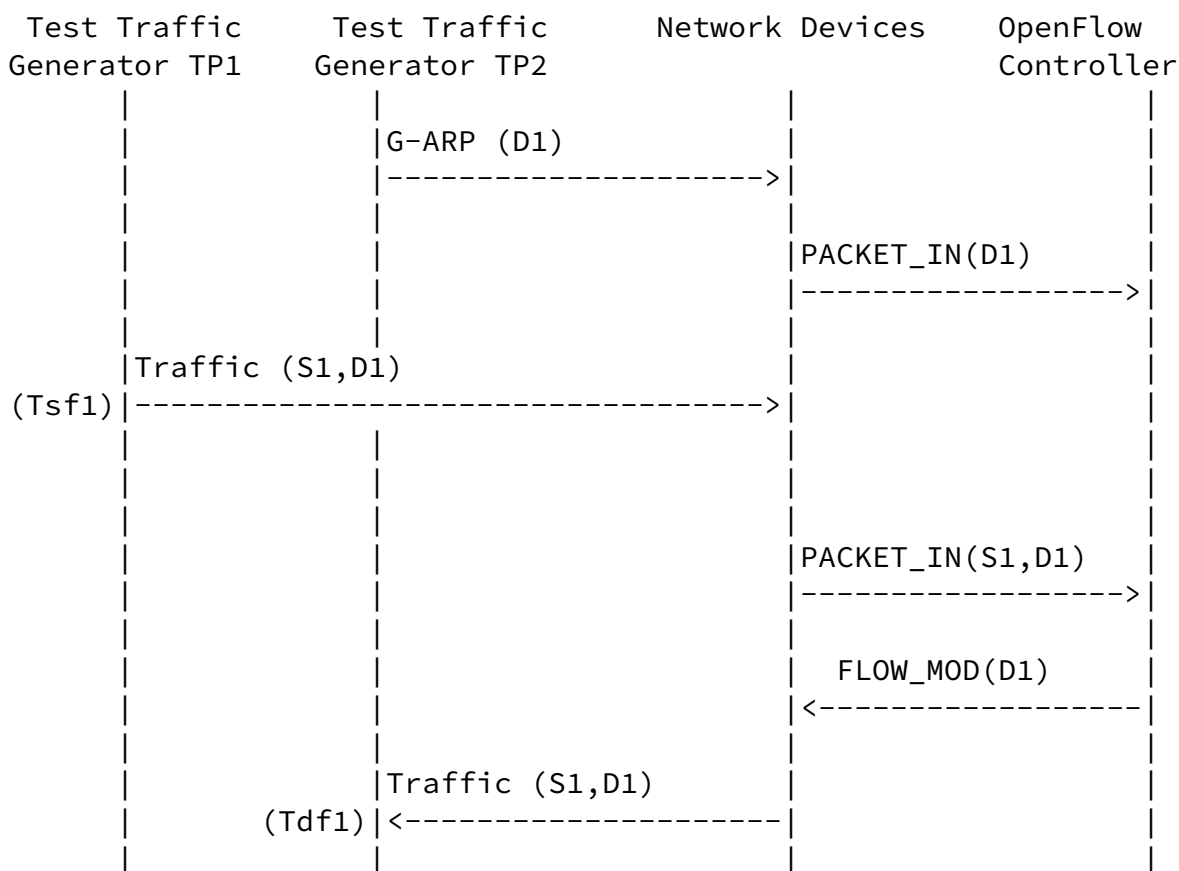 Test Traffic Test Traffic Network Devices OpenFlow
Generator TP1 Generator TP2 Controller
G-ARP (D1)
PACKET_IN(D1)
Traffic (S1,D1)
(Tsf1)
PACKET_IN(S1,D1)
FLOW_MOD(D1)
Traffic (S1,D1)
(Tdf1)